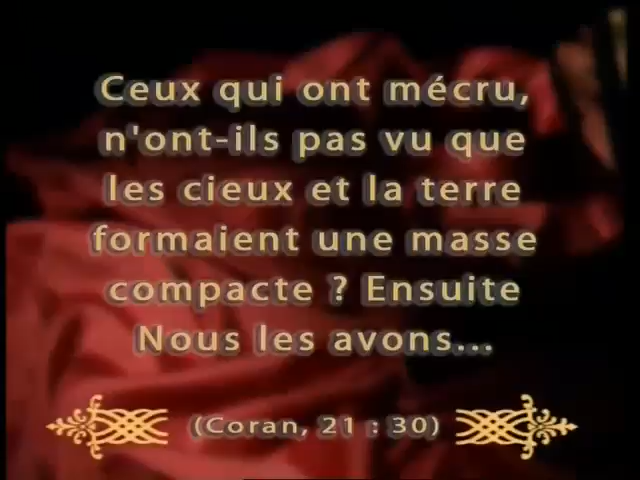 Ceux qui ont mécru,
n'ont-ils pas vu que
les cieux et la terre
formaient une masse
compacte ? Ensuite
Nous les avons...
(Coran, 21 : 30)